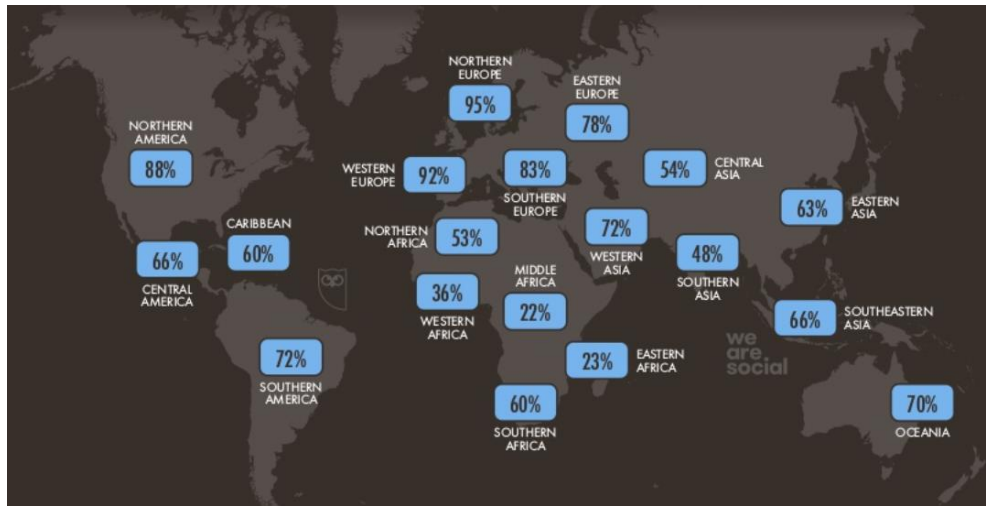 NORTHERN
EUROPE
95%
EASTERN
EUROPE
78%
NORTHERN
AMERICA
88%
WESTERN
EUROPE
92%
83%
SOUTHERN
EUROPE
54%
CENTRAL
ASIA
63%
EASTERN
ASIA
CARIBBEAN
60%
NORTHERN
AFRICA
53%
72%
WESTERN
ASIA
48%
SOUTHERN
ASIA
66%
CENTRAL
AMERICA
36%
WESTERN
AFRICA
MIDDLE
AFRICA
22%
66%
SOUTHEASTERN
ASIA
we
are
social
72%
SOUTHERN
AMERICA
23%
EASTERN
AFRICA
60%
SOUTHERN
AFRICA
70%
OCEANIA